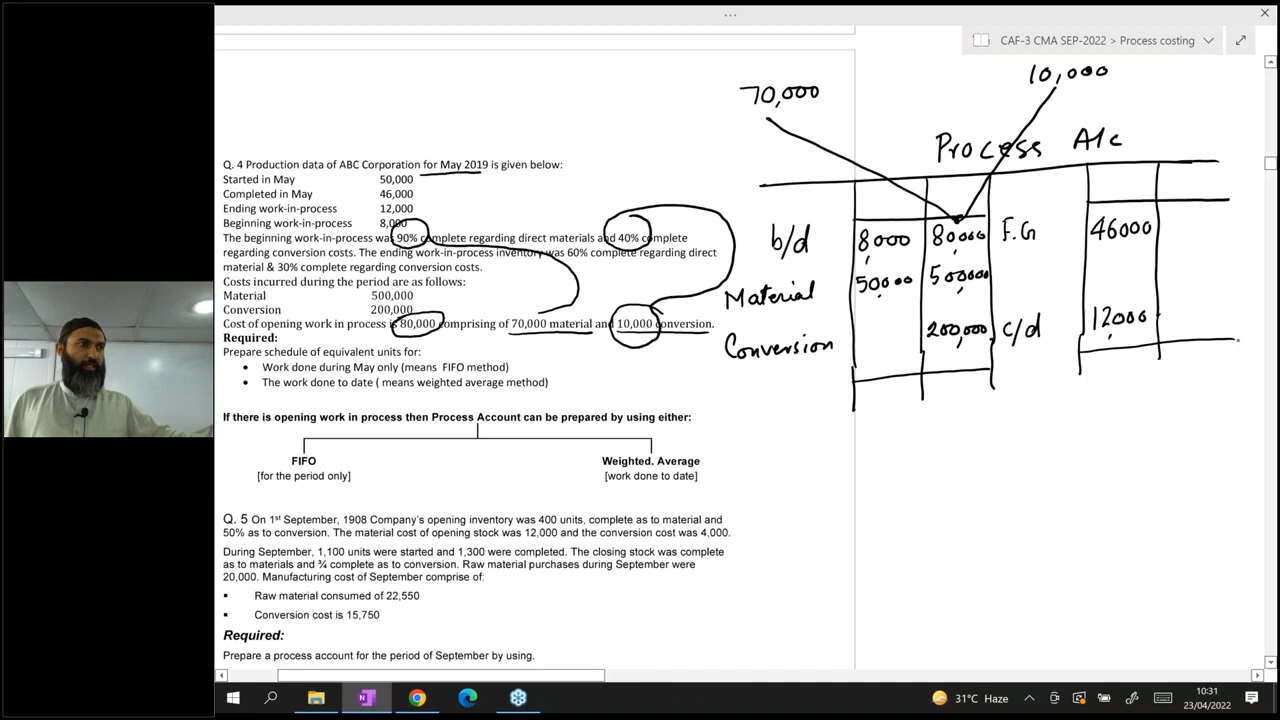 CAF-3 CMA SEP-2022 > Process costing
70,000
10,000
Process A/c
Q. 4 Production data of ABC Corporation for May 2019 is given below:
Started in May 50,000
Completed in May 46,000
Ending work-in-process 12,000
Beginning work-in-process 8,000
The beginning work-in-process was 90% complete regarding direct materials and 40% complete
regarding conversion costs. The ending work-in-process inventory was 60% complete regarding direct
material & 30% complete regarding conversion costs.
Costs incurred during the period are as follows:
Material 500,000
Conversion 200,000
Cost of opening work in process is 80,000 comprising of 70,000 material and 10,000 conversion.
Required:
Prepare schedule of equivalent units for:
• Work done during May only (means FIFO method)
• The work done to date ( means weighted average method)
b/d 8,000 80,000 F.G 46000
Material 50,000 500,000
Conversion 200,000 c/d 12,000
If there is opening work in process then Process Account can be prepared by using either:
FIFO Weighted. Average
[for the period only] [work done to date]
Q. 5 On 1st September, 1908 Company's opening inventory was 400 units, complete as to material and
50% as to conversion. The material cost of opening stock was 12,000 and the conversion cost was 4,000.
During September, 1,100 units were started and 1,300 were completed. The closing stock was complete
as to materials and ¾ complete as to conversion. Raw material purchases during September were
20,000. Manufacturing cost of September comprise of:
▪ Raw material consumed of 22,550
▪ Conversion cost is 15,750
Required:
Prepare a process account for the period of September by using.
31°C Haze
10:31
23/04/2022